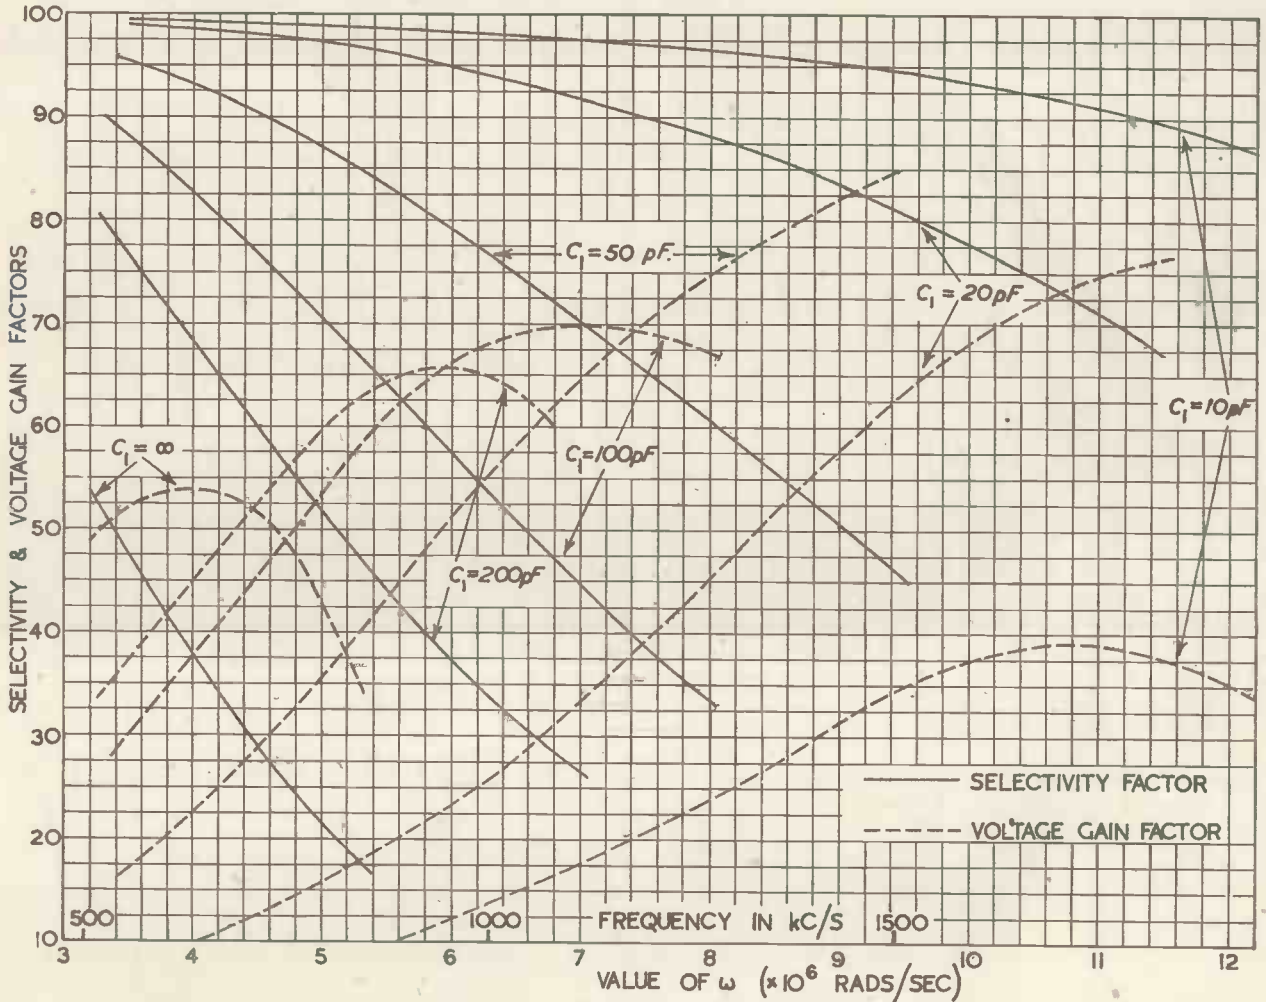 100
90
80
70
60
50
40
30
20
10
SELECTIVITY & VOLTAGE GAIN FACTORS
C₁=50 pF.
C₁=20pF
C₁=10pF
C₁=∞
C₁=100pF
C₁=200pF
SELECTIVITY FACTOR
VOLTAGE GAIN FACTOR
500 1000 FREQUENCY IN kC/S 1500
3 4 5 6 7 8 9 10 11 12
VALUE OF ω (×10⁶ RADS/SEC)